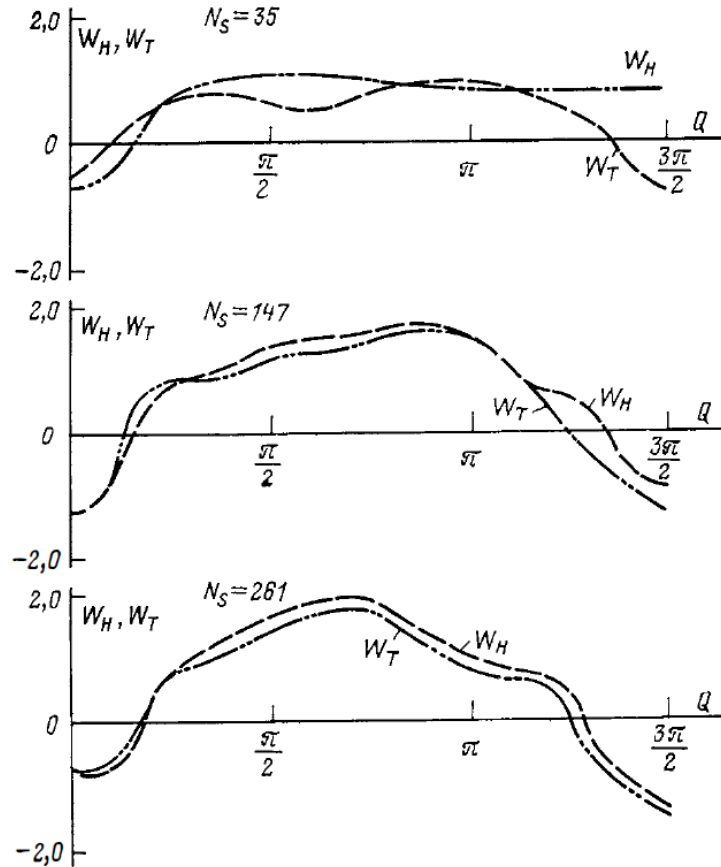 2,0
W_H, W_T
N_S=35
W_H
0
Q
π/2
π
W_T
3π/2
-2,0
2,0
W_H, W_T
N_S=147
W_T
W_H
Q
0
π/2
π
3π/2
-2,0
2,0
W_H, W_T
N_S=261
W_T
W_H
Q
0
π/2
π
3π/2
-2,0